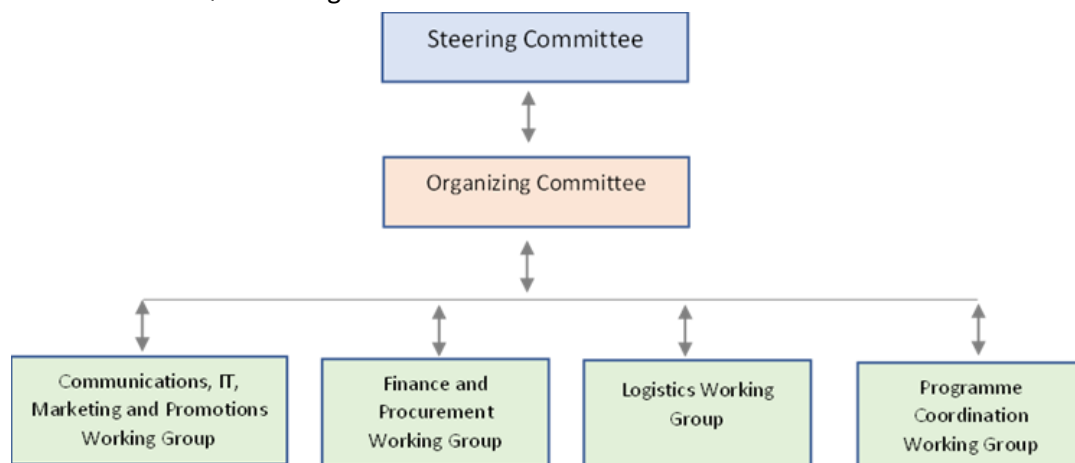 Steering Committee
Organizing Committee
Communications, IT,
Marketing and Promotions
Working Group
Finance and
Procurement
Working Group
Logistics Working
Group
Programme
Coordination
Working Group